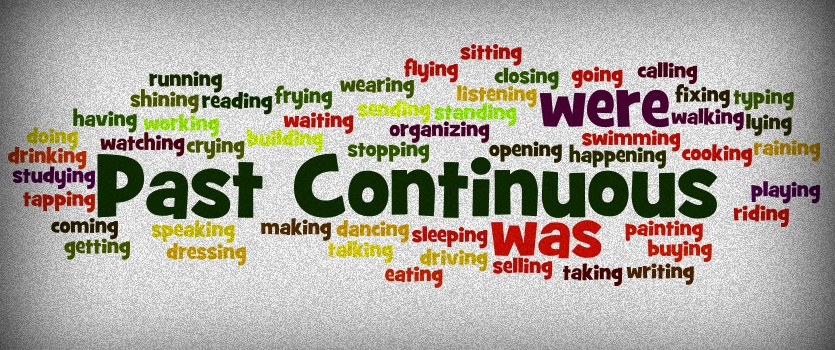 sitting
flying closing going calling
running wearing
shining reading frying listening were fixing typing
having working waiting sending standing walking lying
doing watching crying building organizing swimming raining
drinking stopping opening happening cooking
studying Past Continuous playing
tapping riding
coming speaking making dancing sleeping was painting
getting dressing talking driving buying
eating selling taking writing